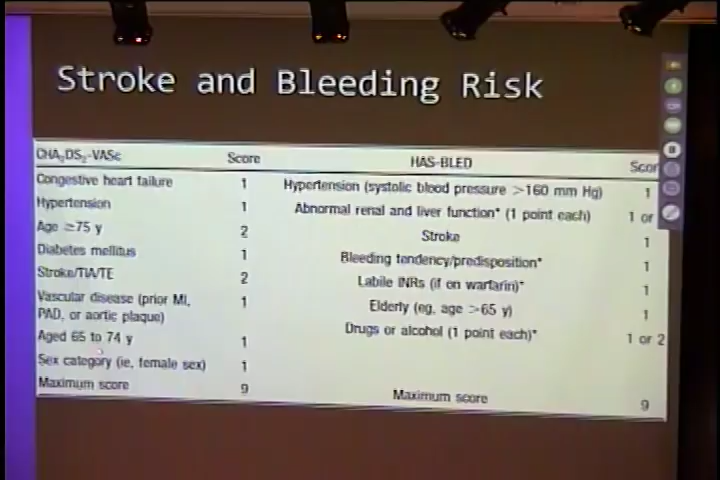 Stroke and Bleeding Risk
CHA₂DS₂-VASc Score HAS-BLED Scor
Congestive heart failure 1 Hypertension (systolic blood pressure >160 mm Hg) 1
Hypertension 1 Abnormal renal and liver function* (1 point each) 1 or
Age ≥75 y 2 Stroke 1
Diabetes mellitus 1 Bleeding tendency/predisposition* 1
Stroke/TIA/TE 2 Labile INRs (if on warfarin)* 1
Vascular disease (prior MI, 1 Elderly (eg, age >65 y) 1
PAD, or aortic plaque) Drugs or alcohol (1 point each)* 1 or 2
Aged 65 to 74 y 1
Sex category (ie, female sex) 1
Maximum score 9 Maximum score 9